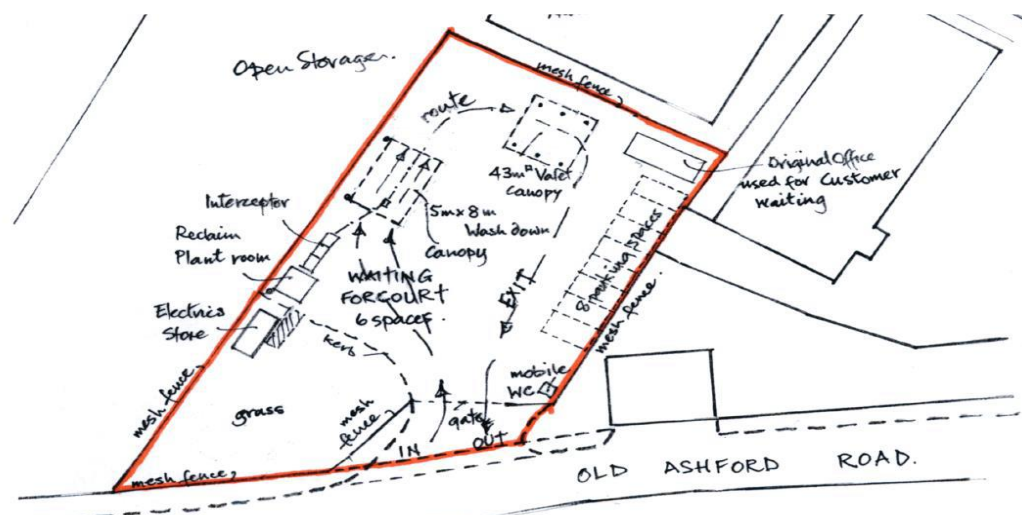 Open Storage.
mesh fence
route
43m² Valet
Canopy
Original Office
used for Customer
waiting
Interceptor
Reclaim
Plant room
5m x 8m
Wash down
Canopy
8 parking spaces
WAITING
FORCOURT
6 spaces.
EXIT
Electrics
Store
kerb
mesh fence
mobile
WC
mesh fence
grass
mesh
fence
gates
IN
OUT
mesh fence
OLD ASHFORD ROAD.